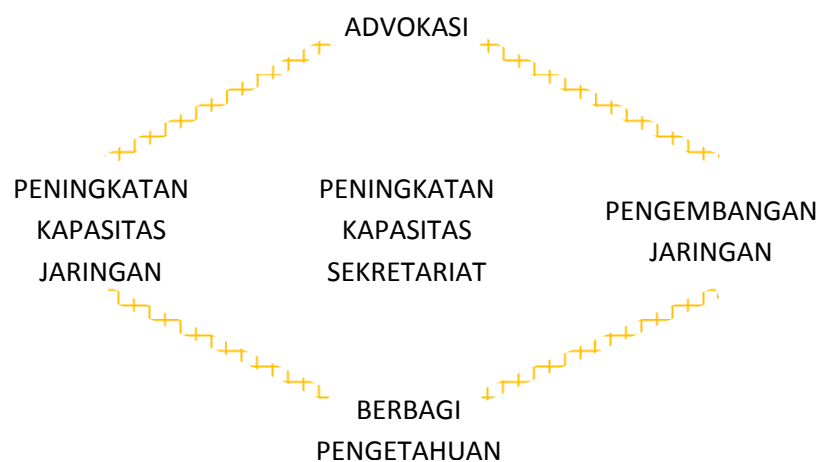 ADVOKASI
PENINGKATAN
KAPASITAS
JARINGAN
PENINGKATAN
KAPASITAS
SEKRETARIAT
PENGEMBANGAN
JARINGAN
BERBAGI
PENGETAHUAN